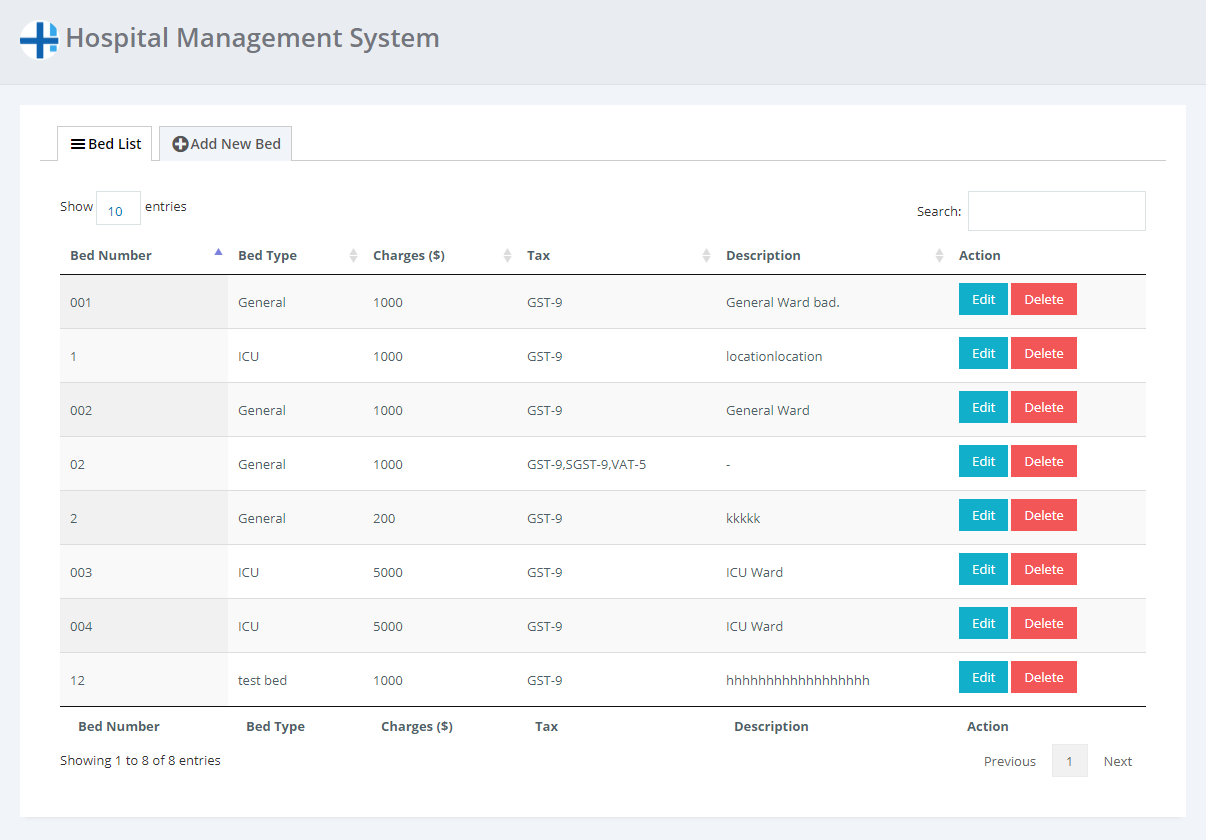 Hospital Management System
Bed List Add New Bed
Show 10 entries Search:
Bed Number Bed Type Charges ($) Tax Description Action
001 General 1000 GST-9 General Ward bad. Edit Delete
1 ICU 1000 GST-9 locationlocation Edit Delete
002 General 1000 GST-9 General Ward Edit Delete
02 General 1000 GST-9,SGST-9,VAT-5 - Edit Delete
2 General 200 GST-9 kkkkk Edit Delete
003 ICU 5000 GST-9 ICU Ward Edit Delete
004 ICU 5000 GST-9 ICU Ward Edit Delete
12 test bed 1000 GST-9 hhhhhhhhhhhhhhhhhh Edit Delete
Bed Number Bed Type Charges ($) Tax Description Action
Showing 1 to 8 of 8 entries Previous 1 Next